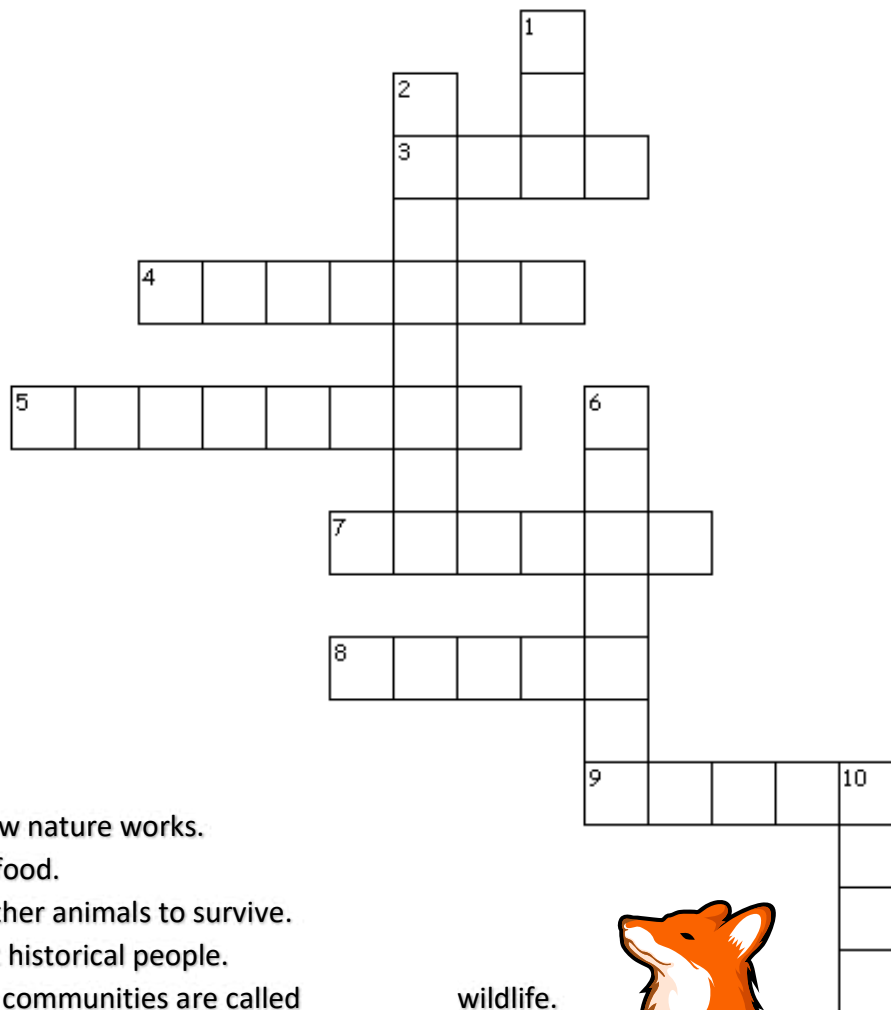 1
2
3
4
5
6
7
8
9 10
w nature works.
food.
ther animals to survive.
historical people.
communities are called wildlife.